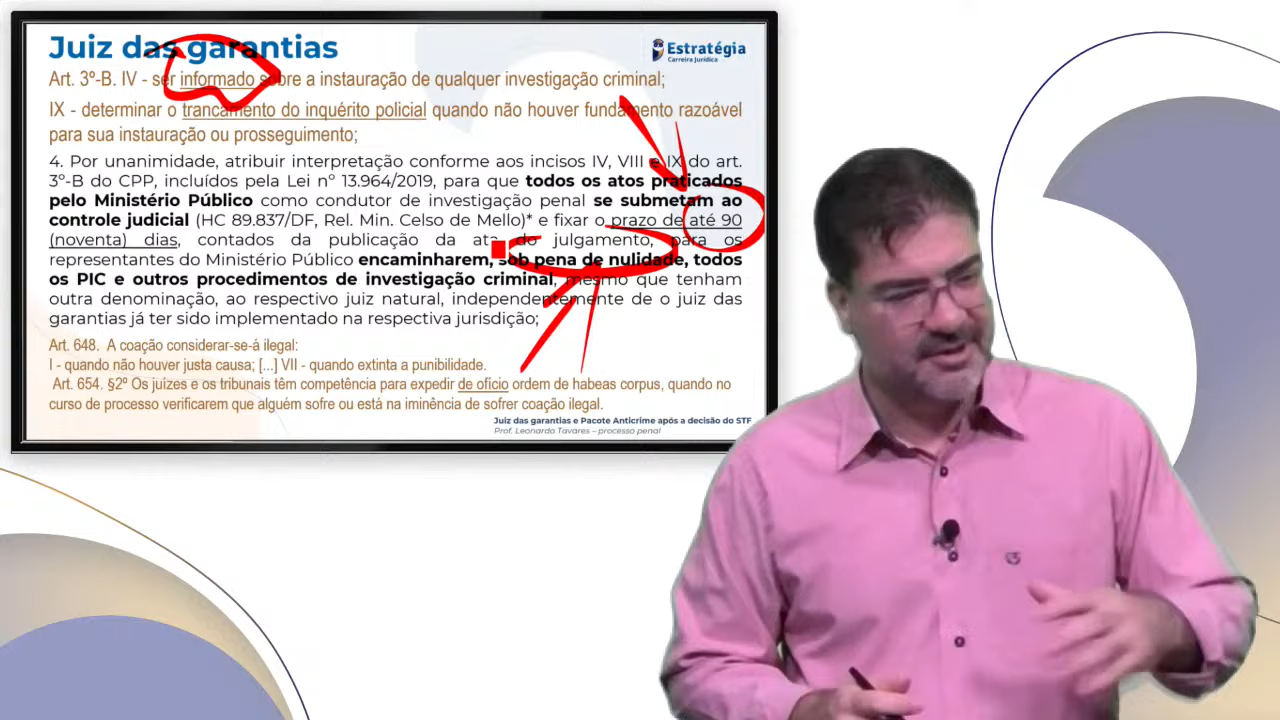 Juiz das garantias
Estratégia
Carreira Jurídica
Art. 3º-B. IV - ser informado sobre a instauração de qualquer investigação criminal;
IX - determinar o trancamento do inquérito policial quando não houver fundamento razoável
para sua instauração ou prosseguimento;
4. Por unanimidade, atribuir interpretação conforme aos incisos IV, VIII e IX do art.
3º-B do CPP, incluídos pela Lei nº 13.964/2019, para que todos os atos praticados
pelo Ministério Público como condutor de investigação penal se submetam ao
controle judicial (HC 89.837/DF, Rel. Min. Celso de Mello)* e fixar o prazo de até 90
(noventa) dias, contados da publicação da ata do julgamento, para os
representantes do Ministério Público encaminharem, sob pena de nulidade, todos
os PIC e outros procedimentos de investigação criminal, mesmo que tenham
outra denominação, ao respectivo juiz natural, independentemente de o juiz das
garantias já ter sido implementado na respectiva jurisdição;
Art. 648. A coação considerar-se-á ilegal:
I - quando não houver justa causa; [...] VII - quando extinta a punibilidade.
Art. 654. §2º Os juízes e os tribunais têm competência para expedir de ofício ordem de habeas corpus, quando no
curso de processo verificarem que alguém sofre ou está na iminência de sofrer coação ilegal.
Juiz das garantias e Pacote Anticrime após a decisão do STF
Prof. Leonardo Tavares – processo penal